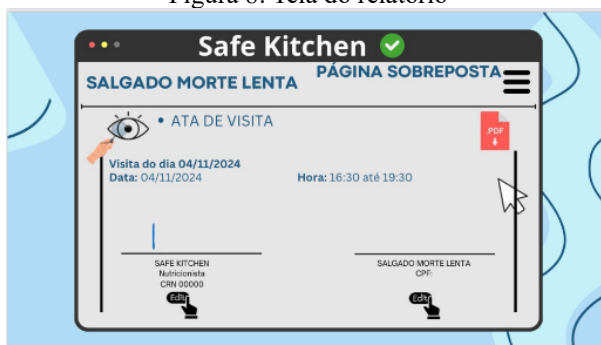 Figura 8: Tela do relatório
Safe Kitchen
SALGADO MORTE LENTA
PÁGINA SOBREPOSTA
• ATA DE VISITA
.PDF
Visita do dia 04/11/2024
Data: 04/11/2024
Hora: 16:30 até 19:30
SAFE KITCHEN
Nutricionista
CRN 00000
Edit
SALGADO MORTE LENTA
CPF:
Edit